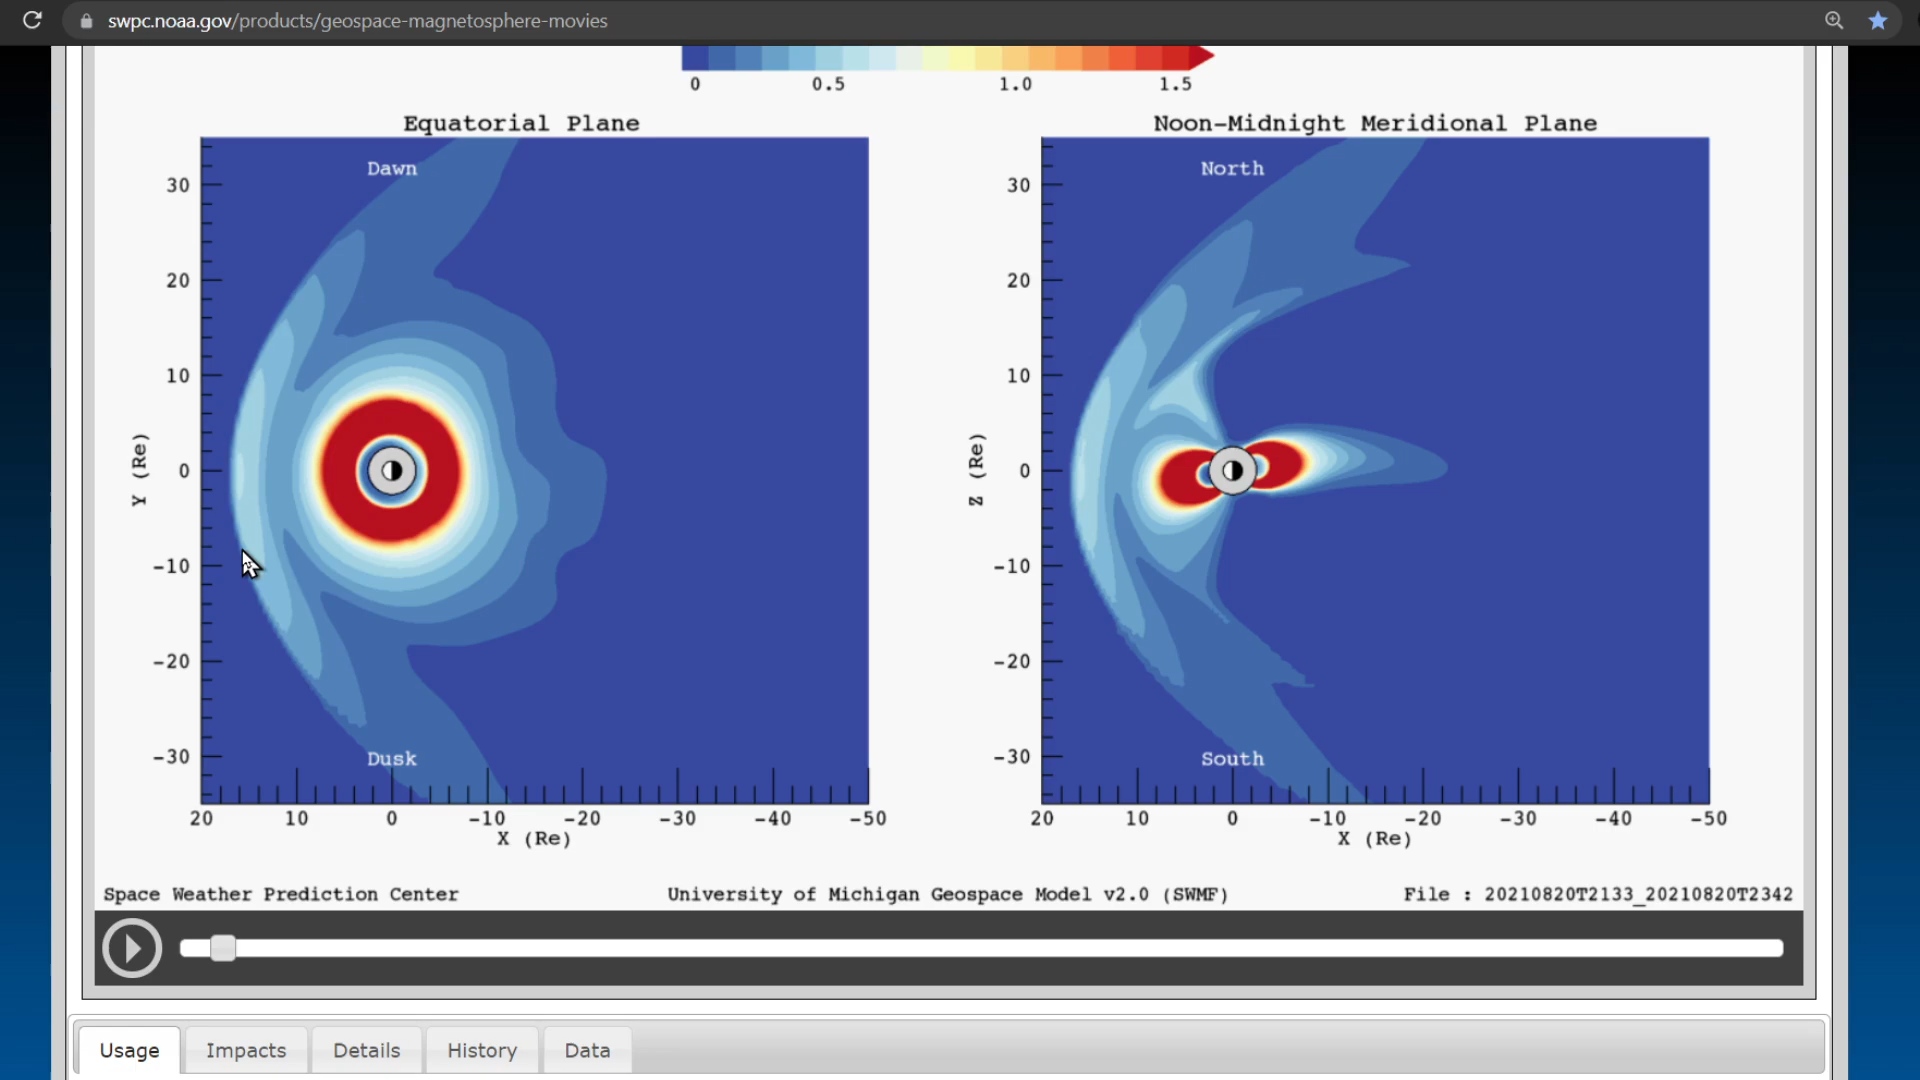 swpc.noaa.gov/products/geospace-magnetosphere-movies
0 0.5 1.0 1.5
Equatorial Plane
Dawn
30
20
10
0
-10
-20
-30
Y (Re)
Dusk
20 10 0 -10 -20 -30 -40 -50
X (Re)
Noon-Midnight Meridional Plane
North
30
20
10
0
-10
-20
-30
Z (Re)
South
20 10 0 -10 -20 -30 -40 -50
X (Re)
Space Weather Prediction Center
University of Michigan Geospace Model v2.0 (SWMF)
File : 20210820T2133_20210820T2342
Usage
Impacts
Details
History
Data